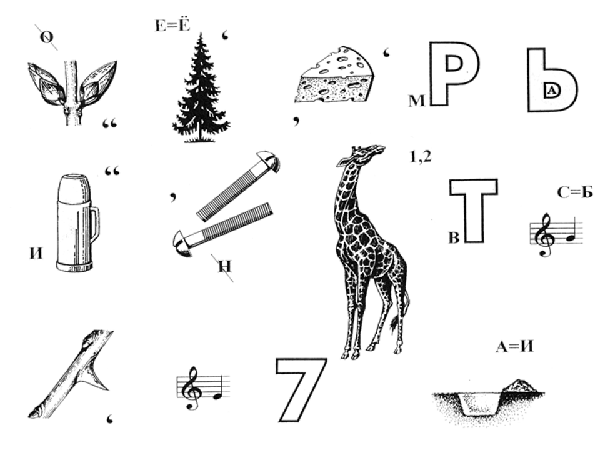 О Е=Ё ‘ ‘
“ , М Р Ь А
“ , 1,2
И Н В Т С=Б
‘ 7 А=И